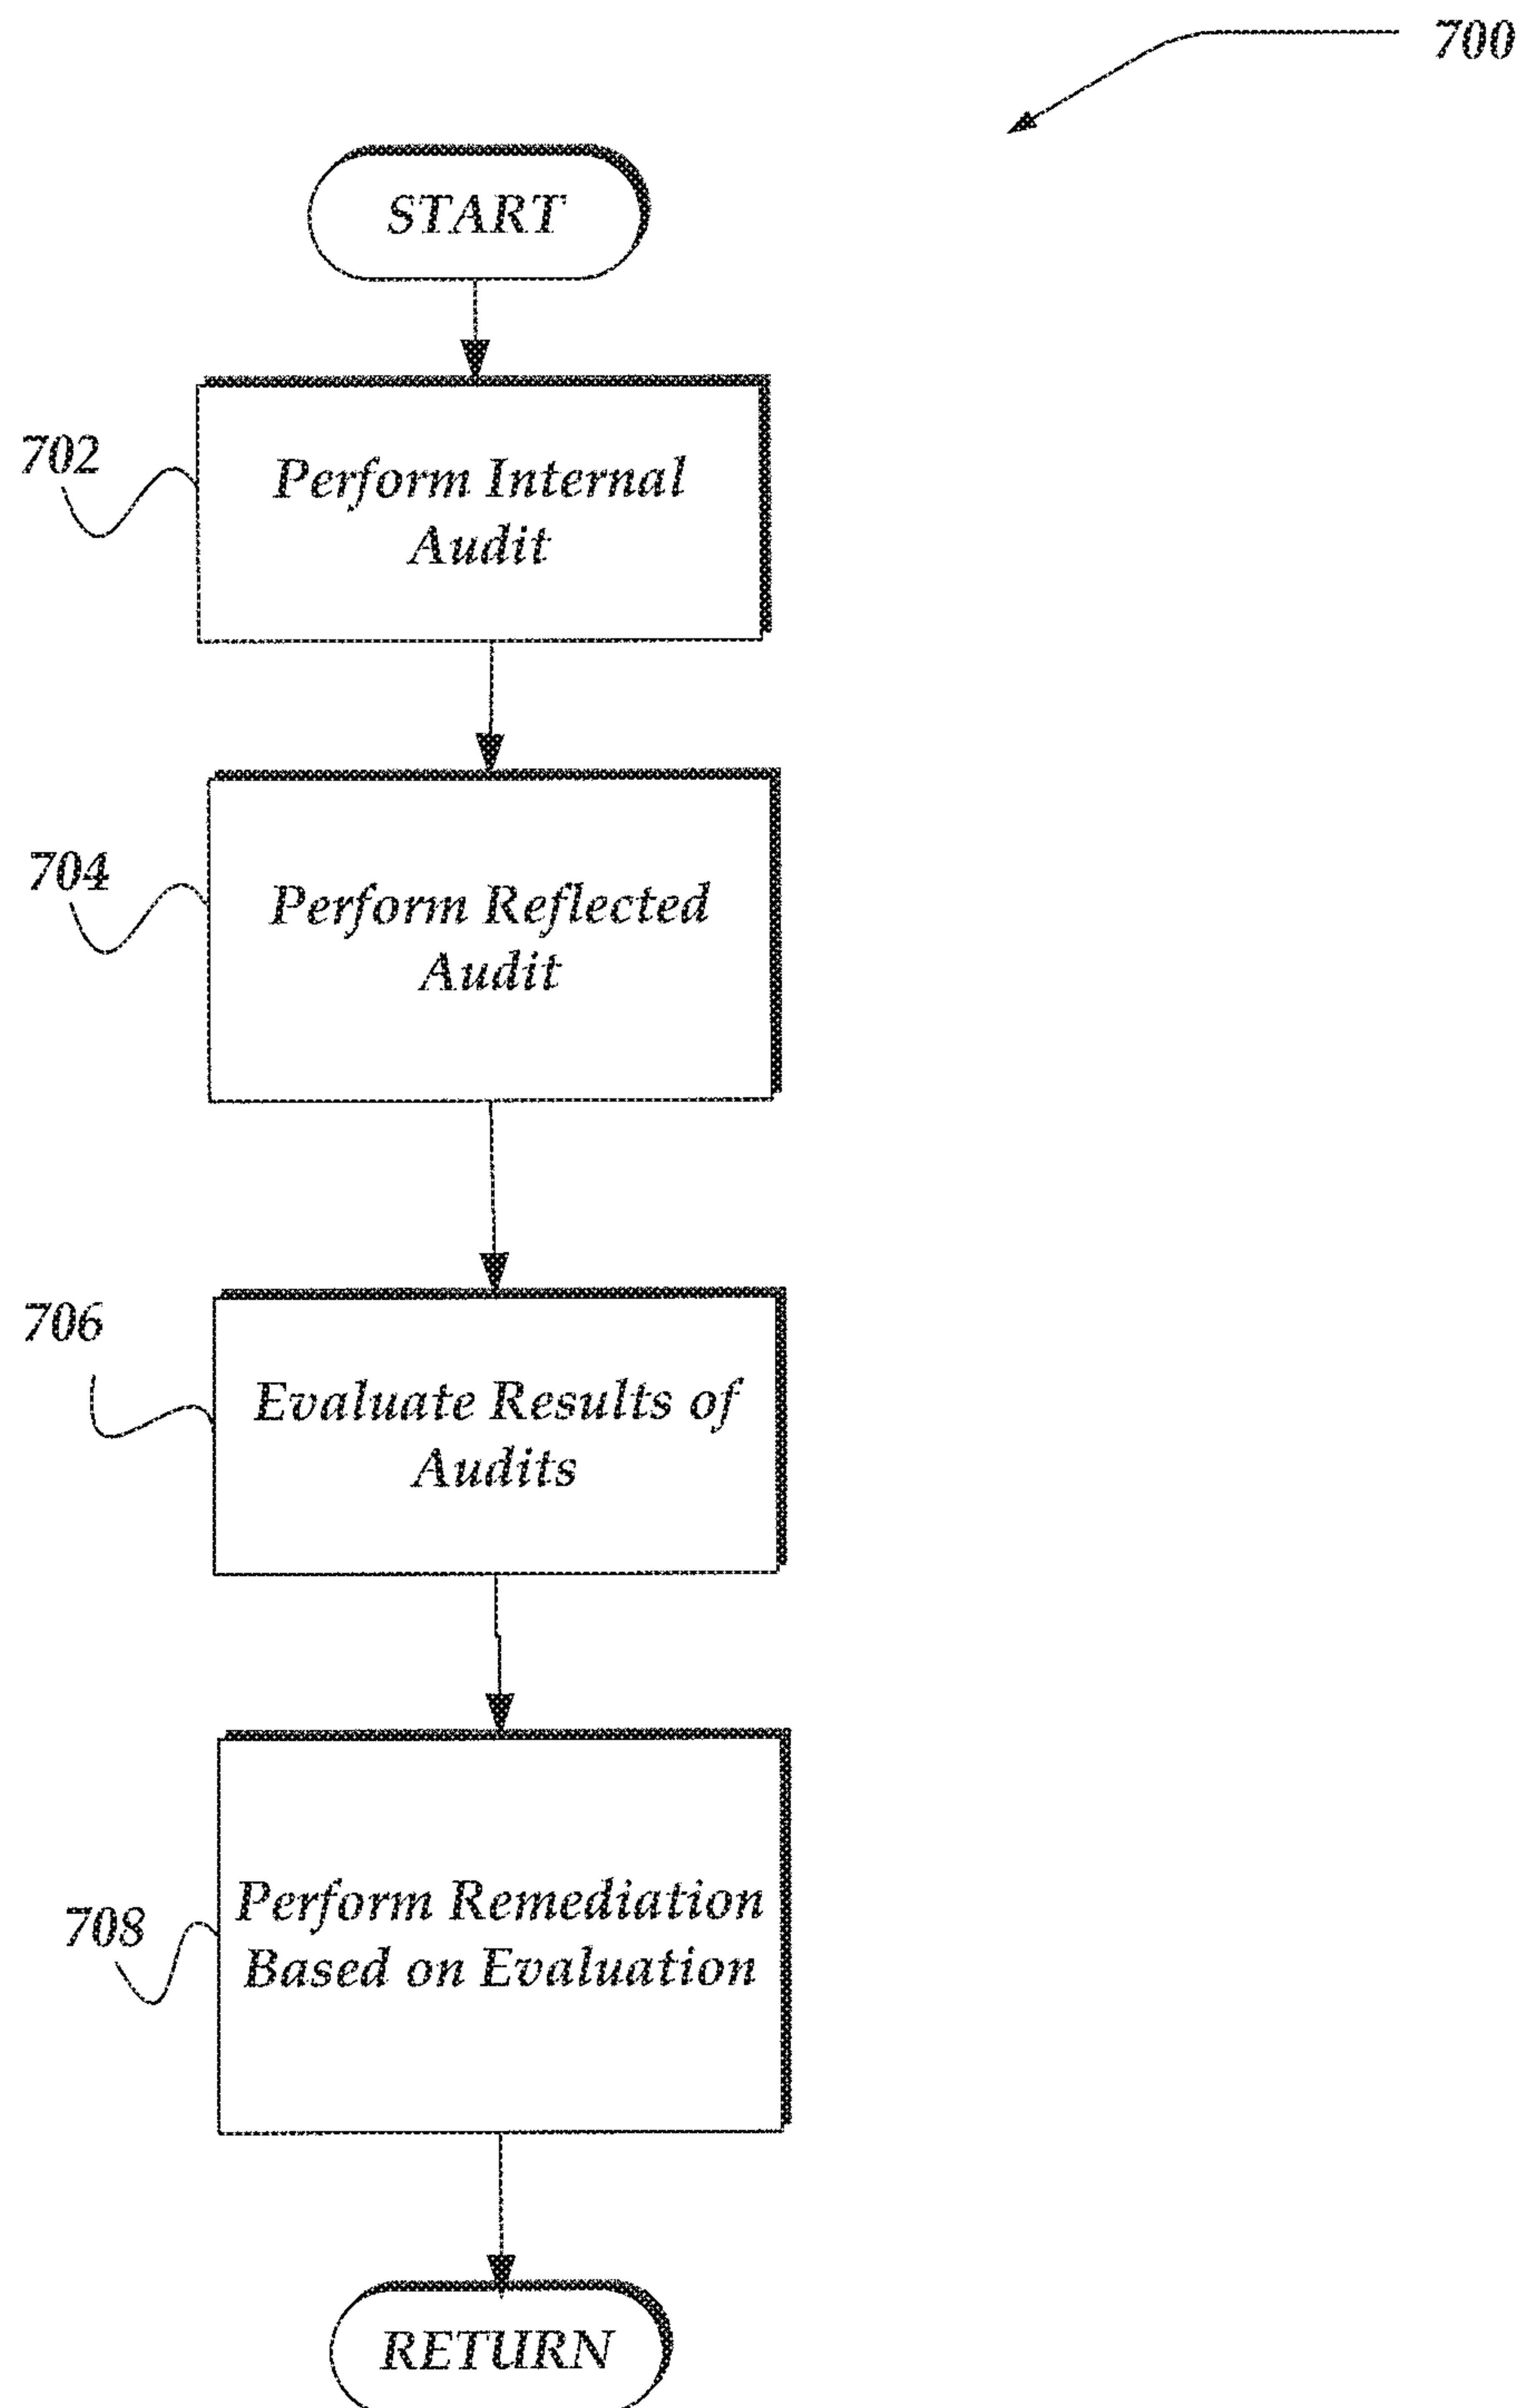 700
START
702
Perform Internal
Audit
704
Perform Reflected
Audit
706
Evaluate Results of
Audits
708
Perform Remediation
Based on Evaluation
RETURN